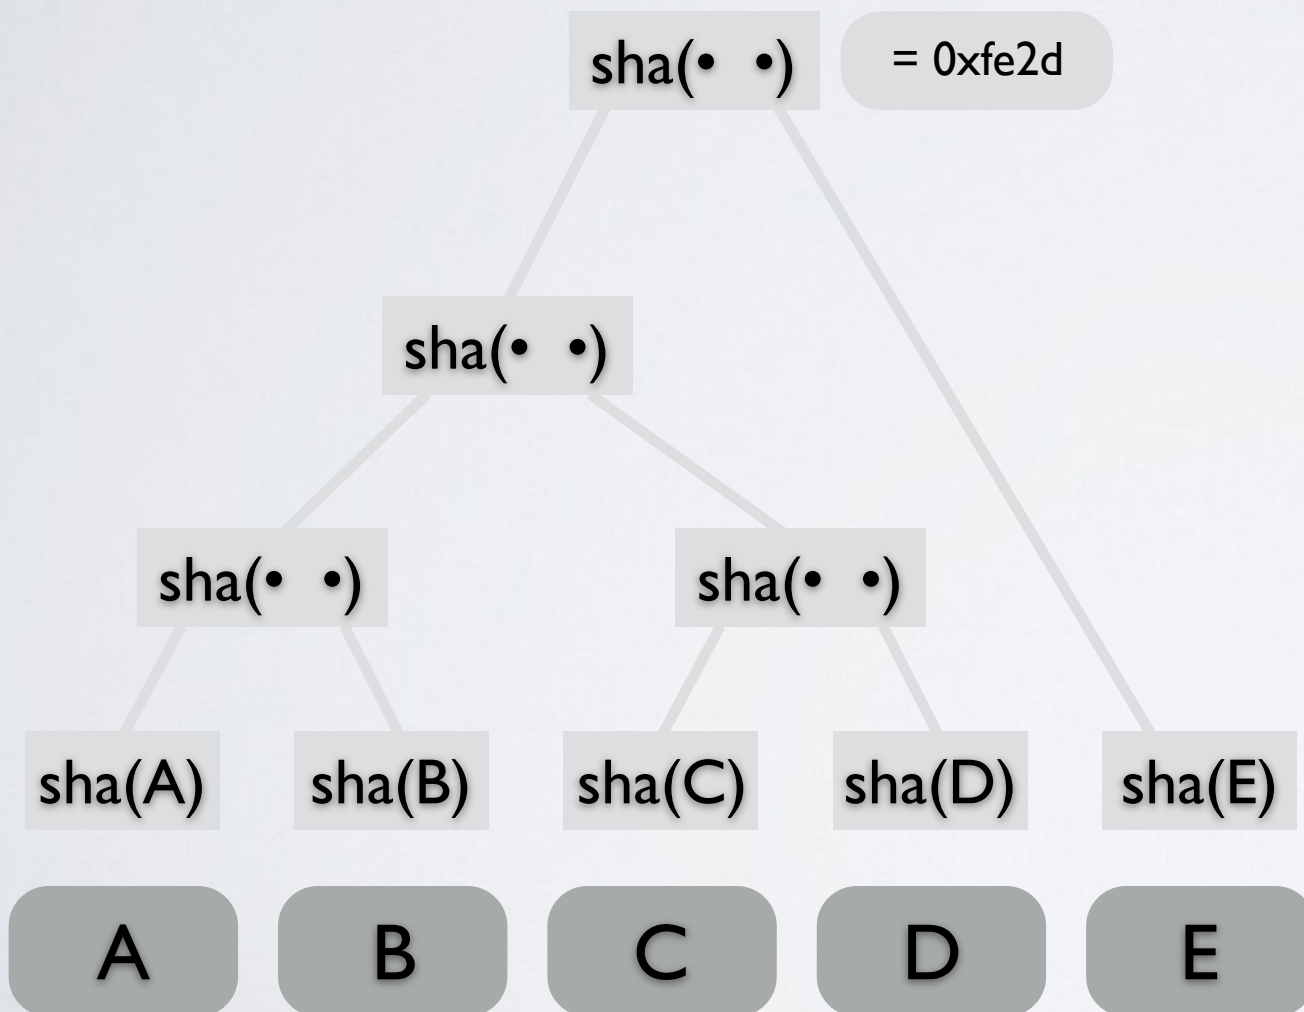 sha(• •)
= 0xfe2d
sha(• •)
sha(• •)
sha(• •)
sha(A)
sha(B)
sha(C)
sha(D)
sha(E)
A
B
C
D
E